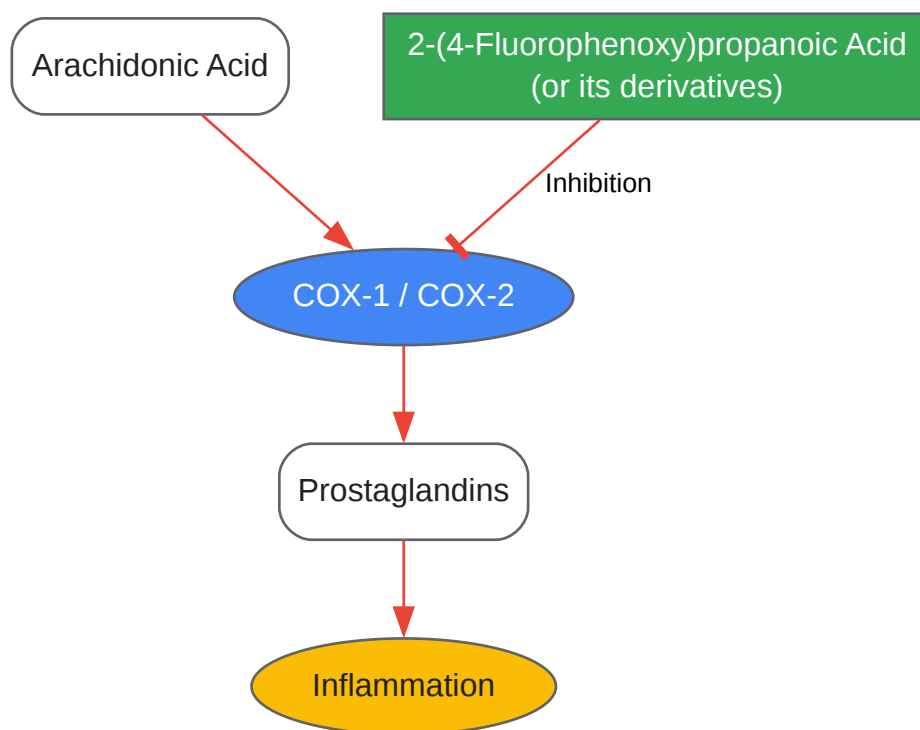 Arachidonic Acid
2-(4-Fluorophenoxy)propanoic Acid
(or its derivatives)
Inhibition
COX-1 / COX-2
Prostaglandins
Inflammation